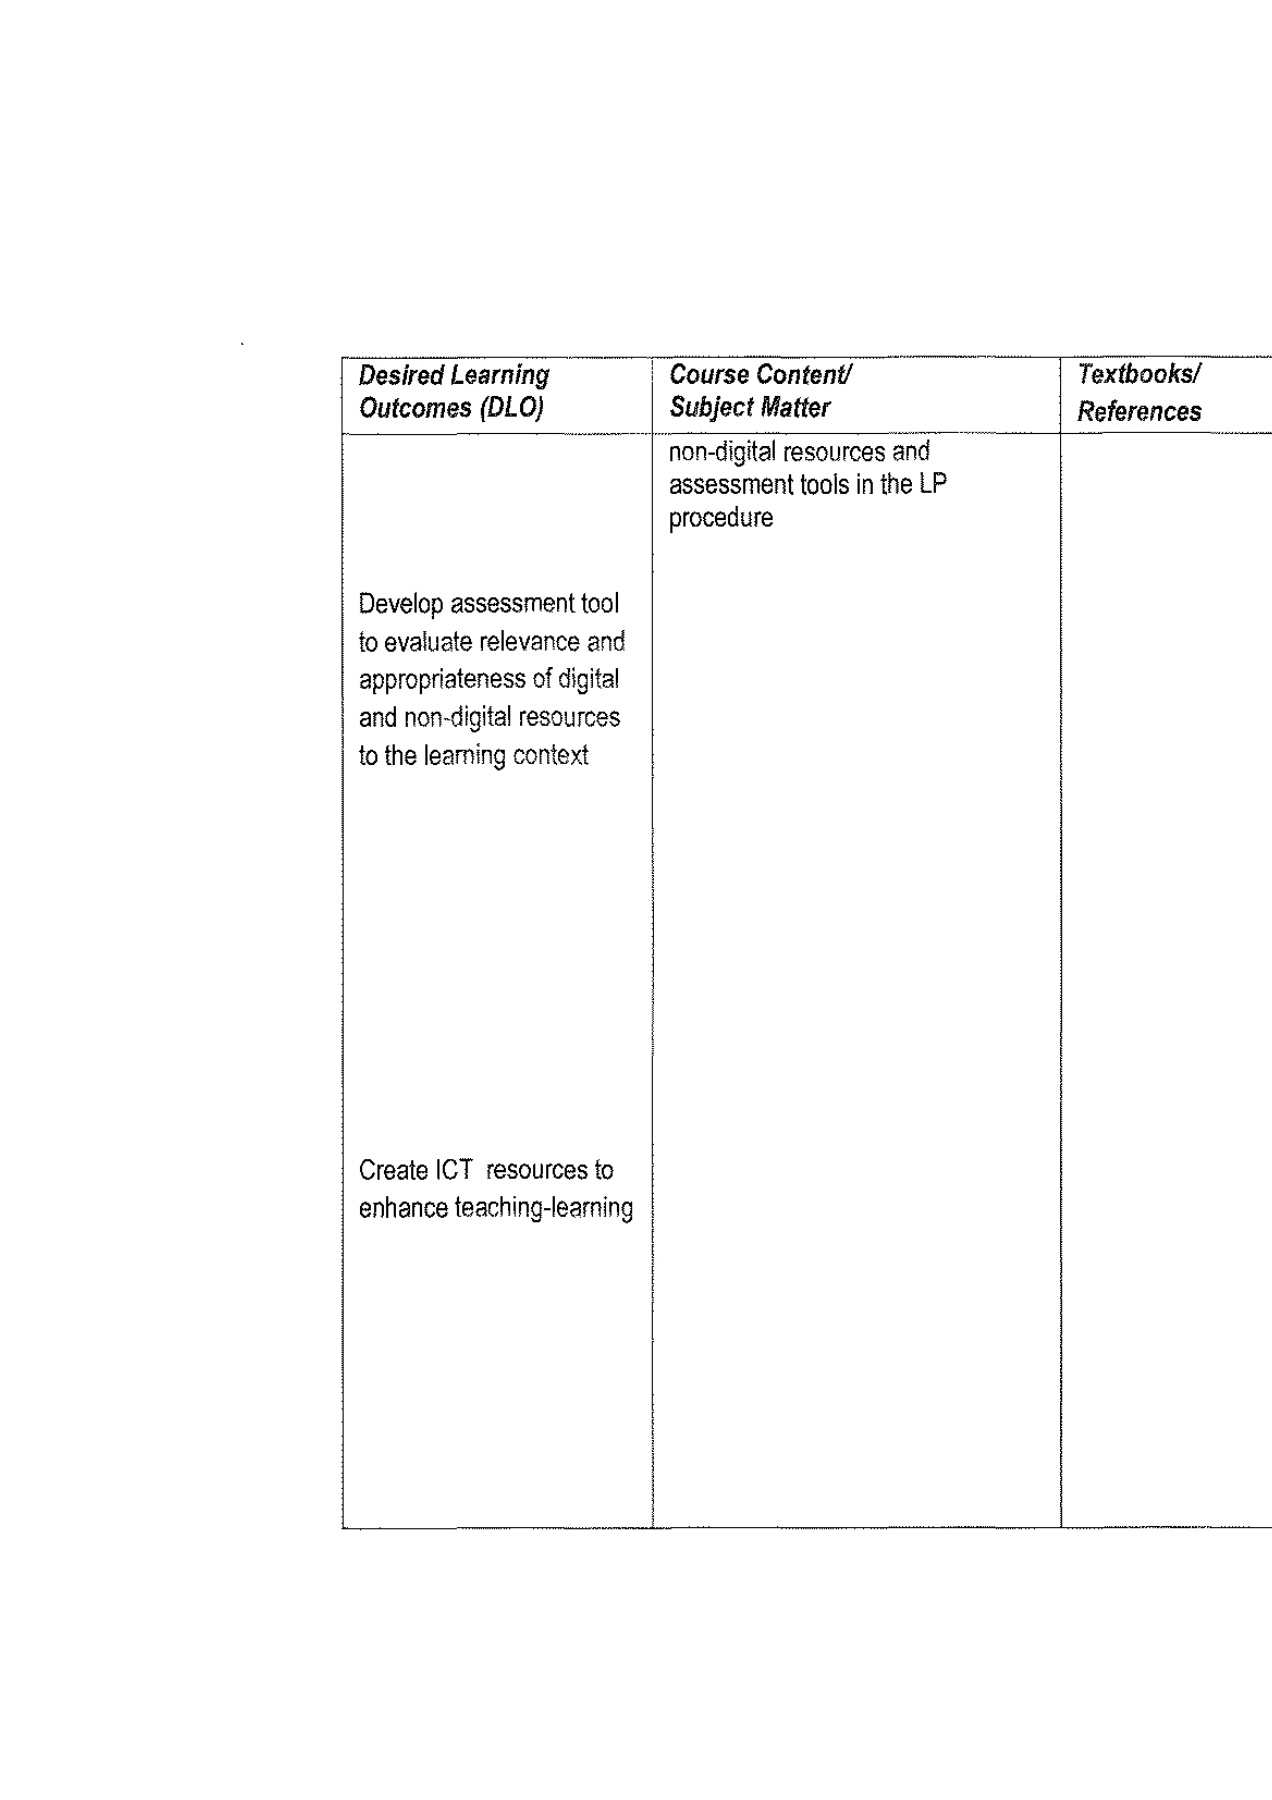 Desired Learning
Outcomes (DLO)
Course Content/
Subject Matter
Textbooks/
References
non-digital resources and
assessment tools in the LP
procedure
Develop assessment tool
to evaluate relevance and
appropriateness of digital
and non-digital resources
to the learning context
Create ICT  resources to
enhance teaching-learning